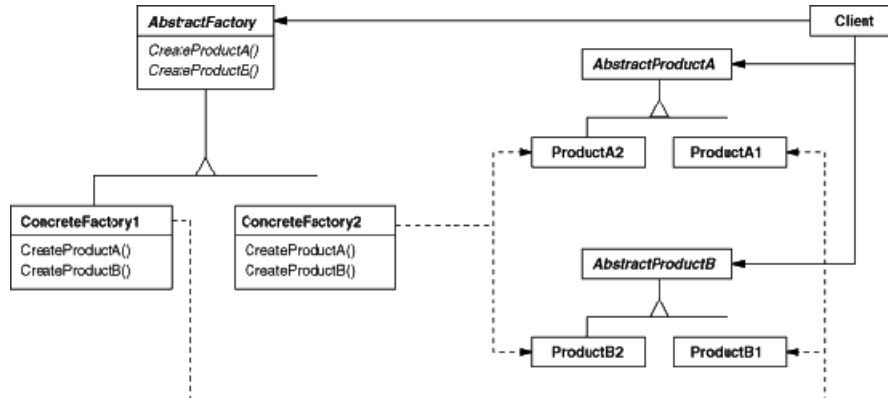 AbstractFactory
CreateProductA()
CreateProductB()
Client
AbstractProductA
ProductA2
ProductA1
ConcreteFactory1
CreateProductA()
CreateProductB()
ConcreteFactory2
CreateProductA()
CreateProductB()
AbstractProductB
ProductB2
ProductB1